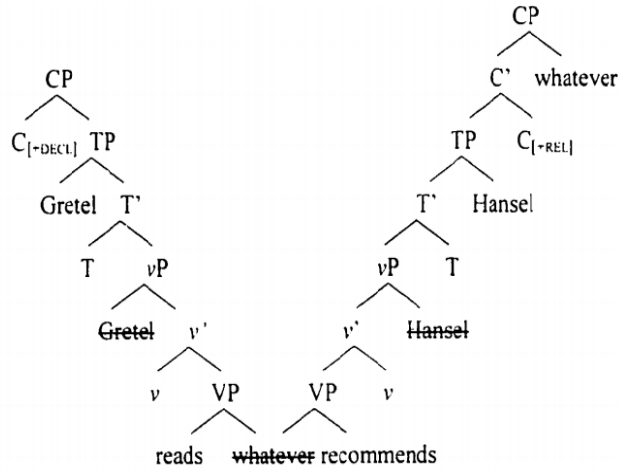 CP
CP
C' whatever
C[+DECL] TP
TP C[+REL]
Gretel T'
T' Hansel
T vP
vP T
Gretel v'
v' Hansel
v VP VP v
reads whatever recommends